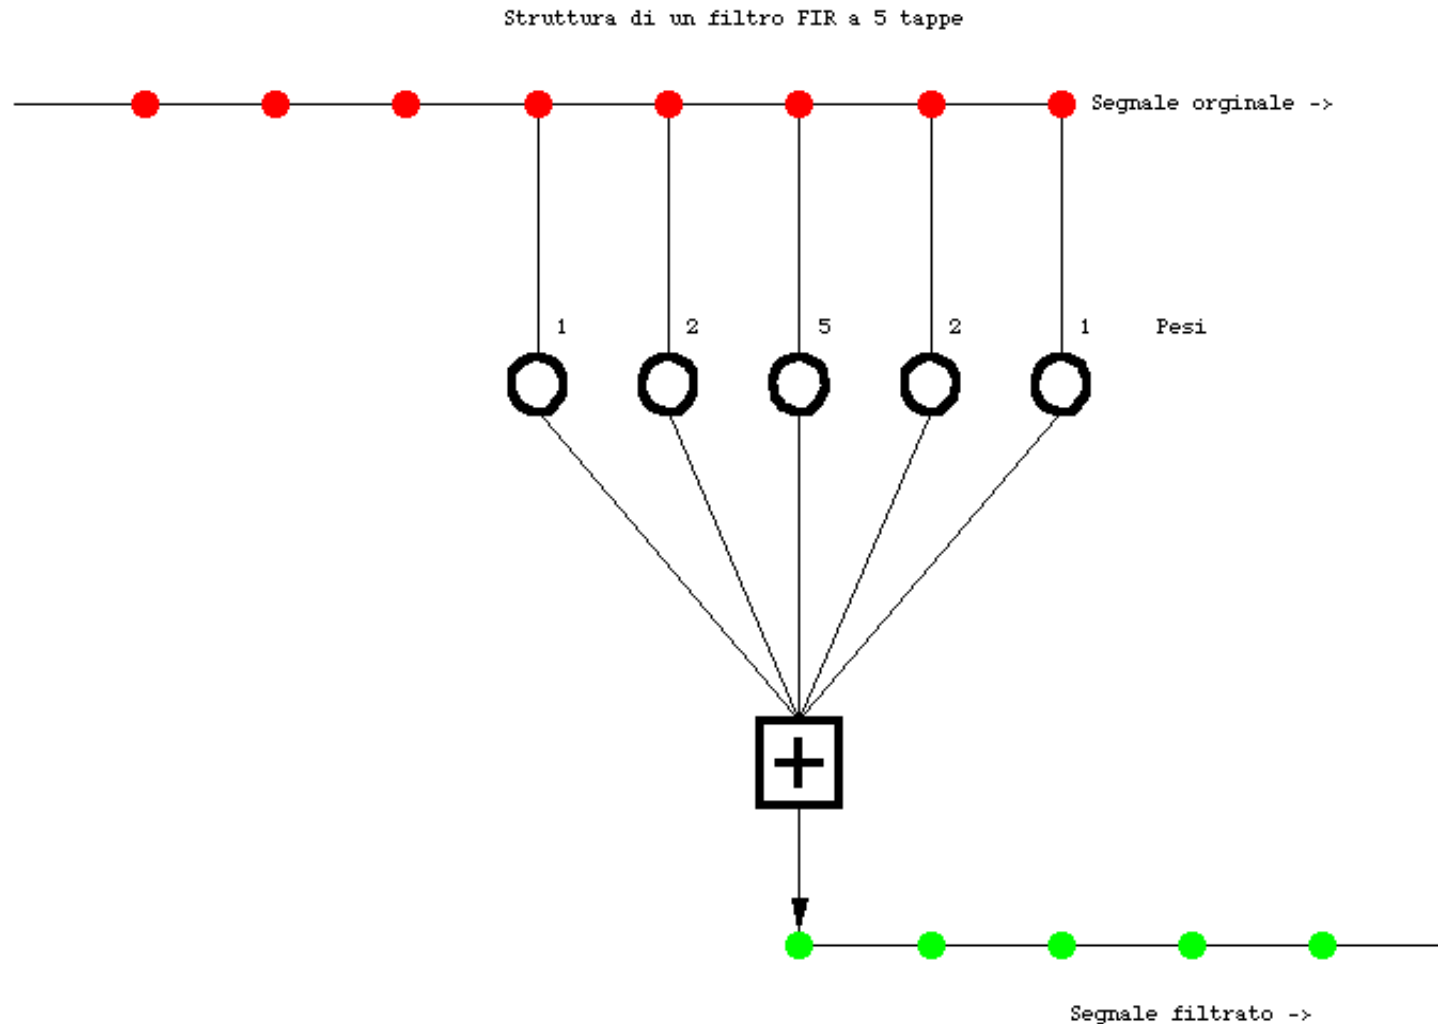 Struttura di un filtro FIR a 5 tappe
Segnale orginale ->
1 2 5 2 1 Pesi
+
Segnale filtrato ->